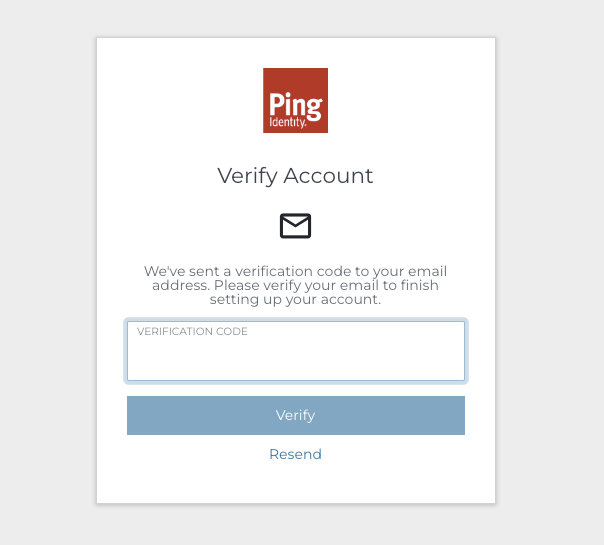 Ping
Identity.
Verify Account
We've sent a verification code to your email
address. Please verify your email to finish
setting up your account.
VERIFICATION CODE
Verify
Resend